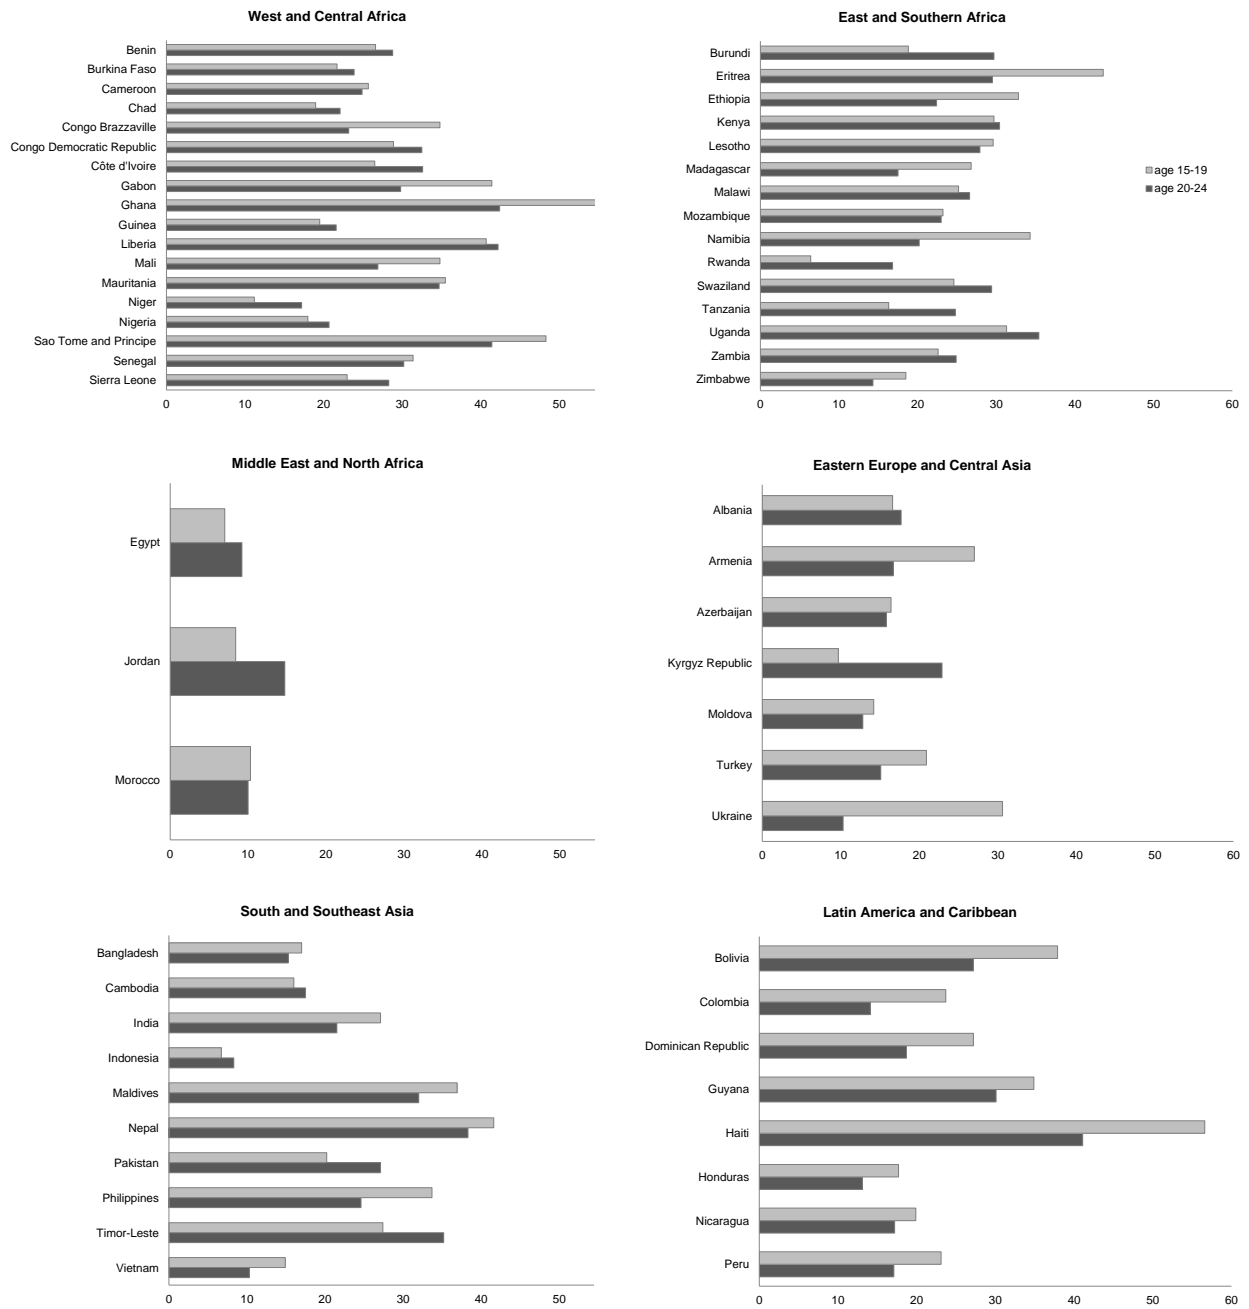 West and Central Africa
Benin
Burkina Faso
Cameroon
Chad
Congo Brazzaville
Congo Democratic Republic
Côte d'Ivoire
Gabon
Ghana
Guinea
Liberia
Mali
Mauritania
Niger
Nigeria
Sao Tome and Principe
Senegal
Sierra Leone
0 10 20 30 40 50
East and Southern Africa
Burundi
Eritrea
Ethiopia
Kenya
Lesotho
Madagascar
Malawi
Mozambique
Namibia
Rwanda
Swaziland
Tanzania
Uganda
Zambia
Zimbabwe
0 10 20 30 40 50 60
age 15-19
age 20-24
Middle East and North Africa
Egypt
Jordan
Morocco
0 10 20 30 40 50
Eastern Europe and Central Asia
Albania
Armenia
Azerbaijan
Kyrgyz Republic
Moldova
Turkey
Ukraine
0 10 20 30 40 50 60
South and Southeast Asia
Bangladesh
Cambodia
India
Indonesia
Maldives
Nepal
Pakistan
Philippines
Timor-Leste
Vietnam
0 10 20 30 40 50
Latin America and Caribbean
Bolivia
Colombia
Dominican Republic
Guyana
Haiti
Honduras
Nicaragua
Peru
0 10 20 30 40 50 60